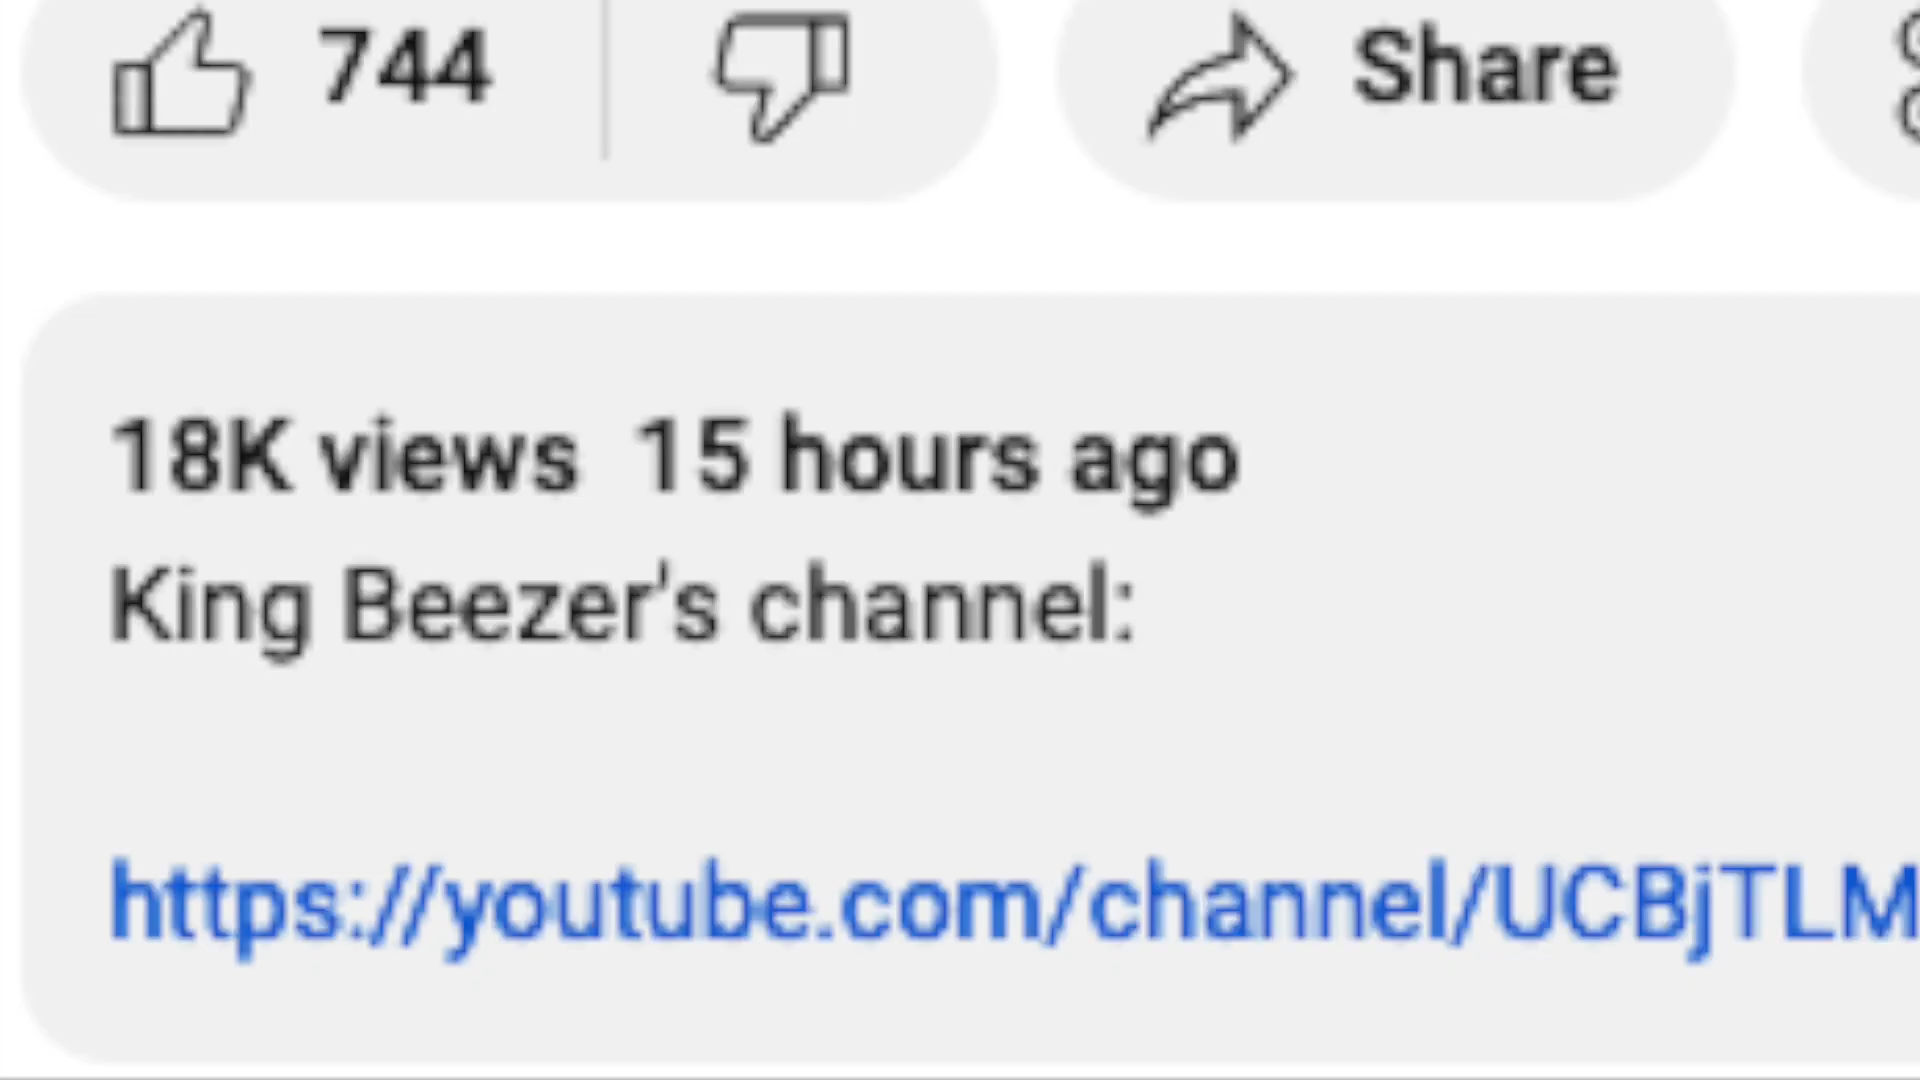 744 Share
18K views 15 hours ago
King Beezer's channel:
https://youtube.com/channel/UCBjTLM